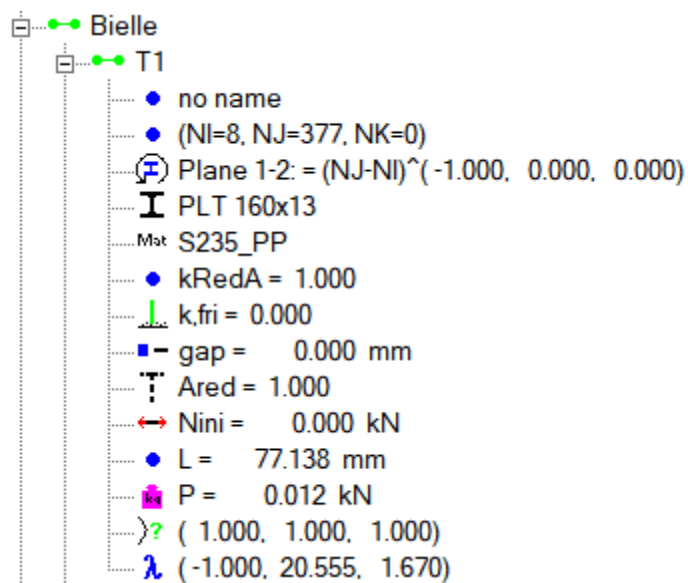 Bielle
T1
no name
(NI=8, NJ=377, NK=0)
Plane 1-2: = (NJ-NI)^( -1.000, 0.000, 0.000)
PLT 160x13
Mat S235_PP
kRedA = 1.000
k,fri = 0.000
gap = 0.000 mm
Ared = 1.000
Nini = 0.000 kN
L = 77.138 mm
kg P = 0.012 kN
)? ( 1.000, 1.000, 1.000)
λ (-1.000, 20.555, 1.670)